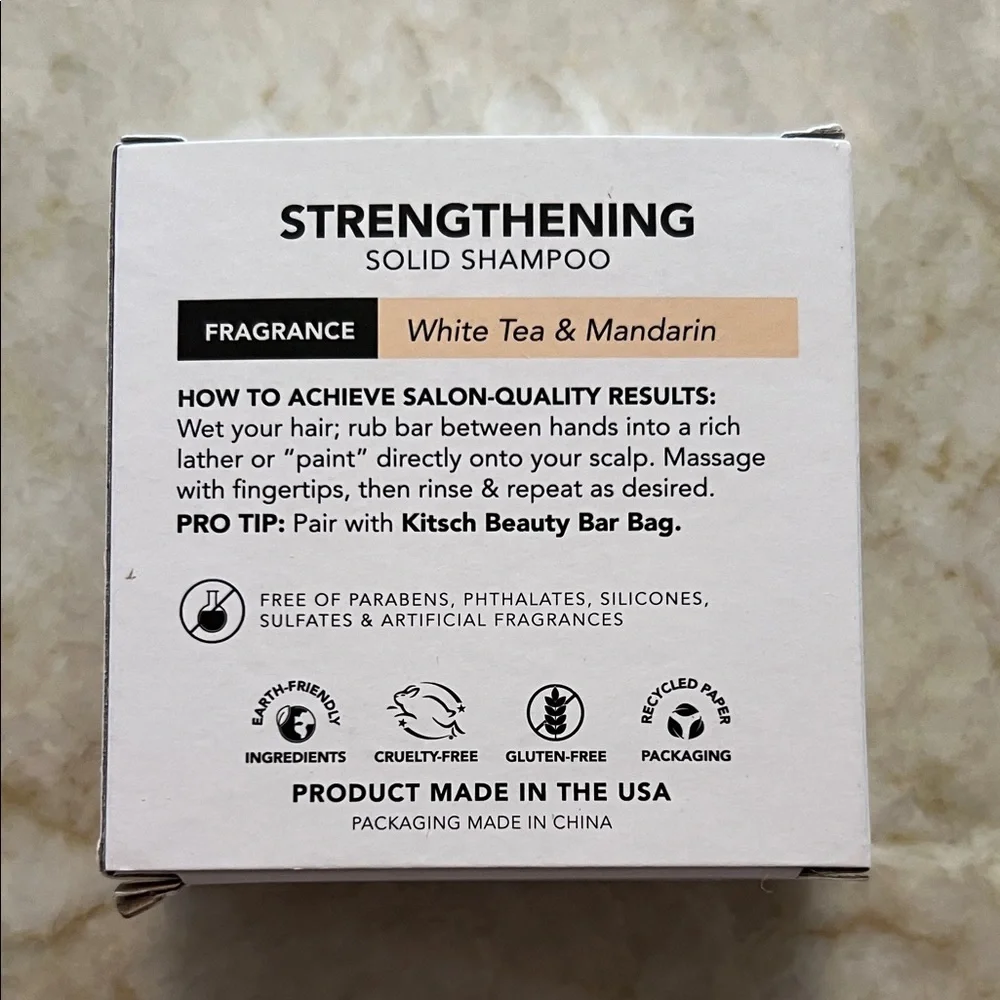 STRENGTHENING
SOLID SHAMPOO
FRAGRANCE White Tea & Mandarin
HOW TO ACHIEVE SALON-QUALITY RESULTS:
Wet your hair; rub bar between hands into a rich
lather or “paint” directly onto your scalp. Massage
with fingertips, then rinse & repeat as desired.
PRO TIP: Pair with Kitsch Beauty Bar Bag.
FREE OF PARABENS, PHTHALATES, SILICONES,
SULFATES & ARTIFICIAL FRAGRANCES
EARTH-FRIENDLY
INGREDIENTS
CRUELTY-FREE
GLUTEN-FREE
RECYCLED PAPER
PACKAGING
PRODUCT MADE IN THE USA
PACKAGING MADE IN CHINA